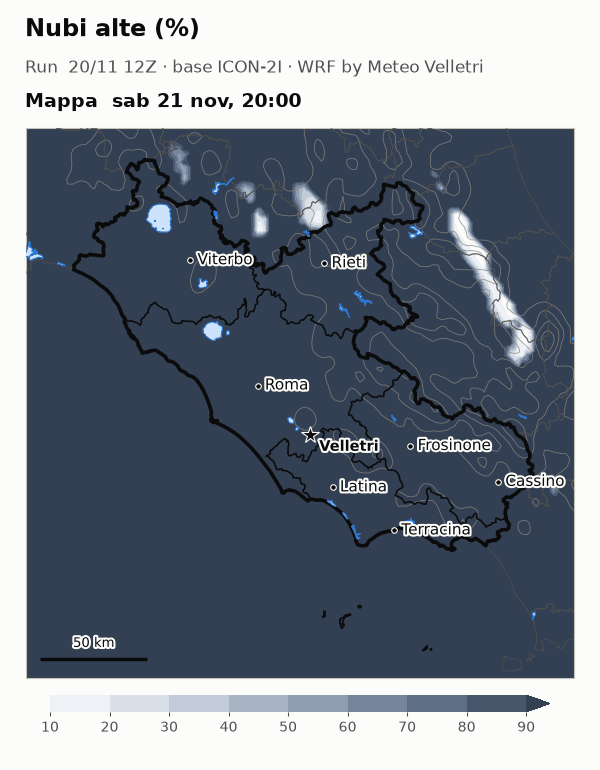 Nubi alte (%)
Run 20/11 12Z · base ICON-2I · WRF by Meteo Velletri
Mappa sab 21 nov, 20:00
Viterbo
Rieti
Roma
Velletri
Frosinone
Cassino
Latina
Terracina
50 km
10 20 30 40 50 60 70 80 90